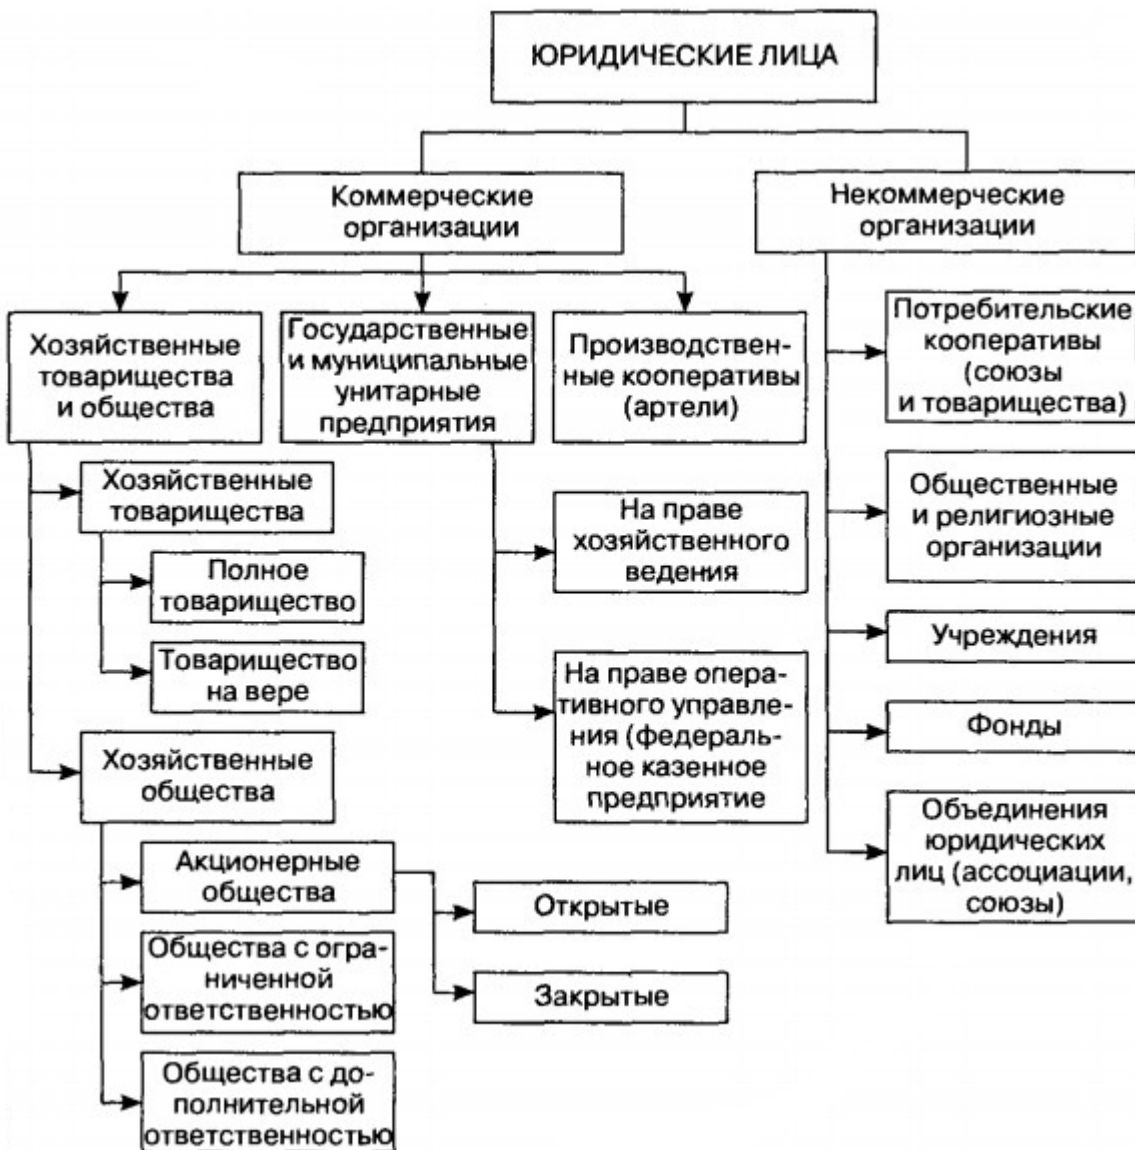 ЮРИДИЧЕСКИЕ ЛИЦА
Коммерческие
организации
Некоммерческие
организации
Хозяйственные
товарищества
и общества
Государственные
и муниципальные
унитарные
предприятия
Производствен-
ные кооперативы
(артели)
Потребительские
кооперативы
(союзы
и товарищества)
Хозяйственные
товарищества
Полное
товарищество
Товарищество
на вере
Хозяйственные
общества
Акционерные
общества
Открытые
Закрытые
Общества с огра-
ниченной
ответственностью
Общества с до-
полнительной
ответственностью
На праве
хозяйственного
ведения
На праве опера-
тивного управле-
ния (федераль-
ное казенное
предприятие
Общественные
и религиозные
организации
Учреждения
Фонды
Объединения
юридических
лиц (ассоциации,
союзы)